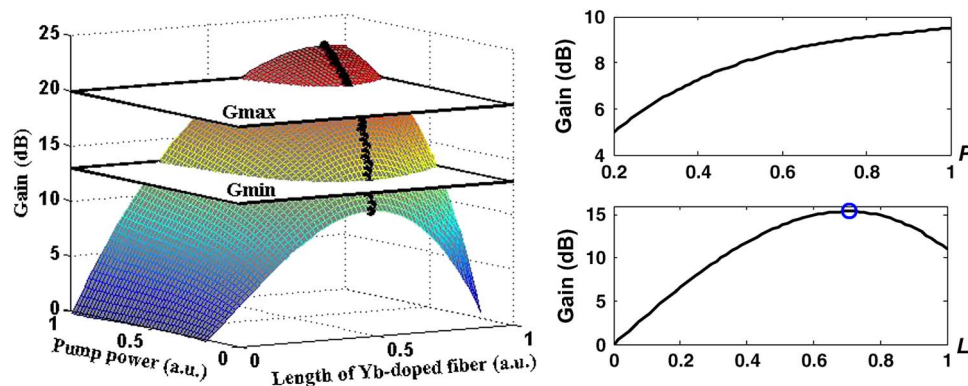 25
20
15
10
5
0
Gain (dB)
Gmax
Gmin
1
0.5
0
Pump power (a.u.)
0
0.5
1
Length of Yb-doped fiber (a.u.)
10
8
6
4
Gain (dB)
0.2 0.4 0.6 0.8 1
P
15
10
5
0
Gain (dB)
0 0.2 0.4 0.6 0.8 1
L